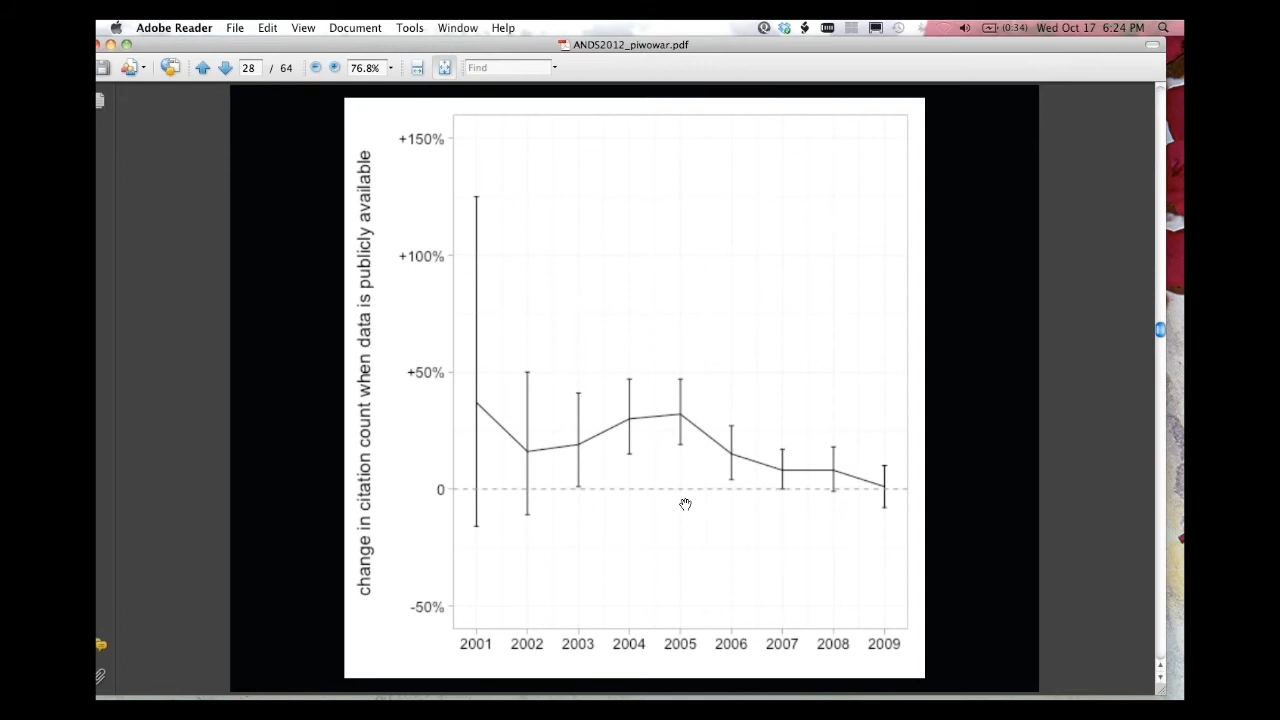 Adobe Reader File Edit View Document Tools Window Help (0:34) Wed Oct 17 6:24 PM
ANDS2012_piwowar.pdf
28 / 64 76.8% Find
change in citation count when data is publicly available
+150%
+100%
+50%
0
-50%
2001 2002 2003 2004 2005 2006 2007 2008 2009